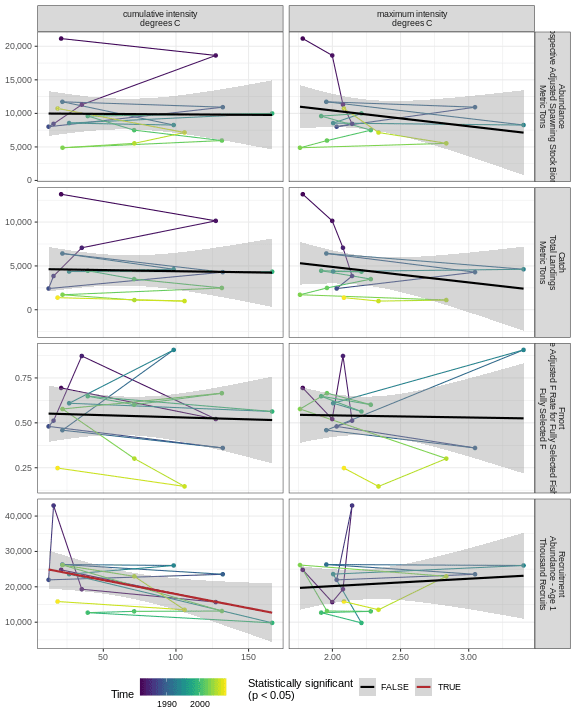 cumulative intensity
degrees C
maximum intensity
degrees C
20,000
15,000
10,000
5,000
0
Abundance
Adjusted Spawning Stock
Metric Tons
10,000
5,000
0
Catch
Total Landings
Metric Tons
0.75
0.50
0.25
Fmort
Adjusted F Rate for Fully Selected Fish
Fully Selected F
40,000
30,000
20,000
10,000
Recruitment
Abundance - Age 1
Thousand Recruits
50
100
150
2.00
2.50
3.00
Time
1990
2000
Statistically significant
(p < 0.05)
FALSE
TRUE